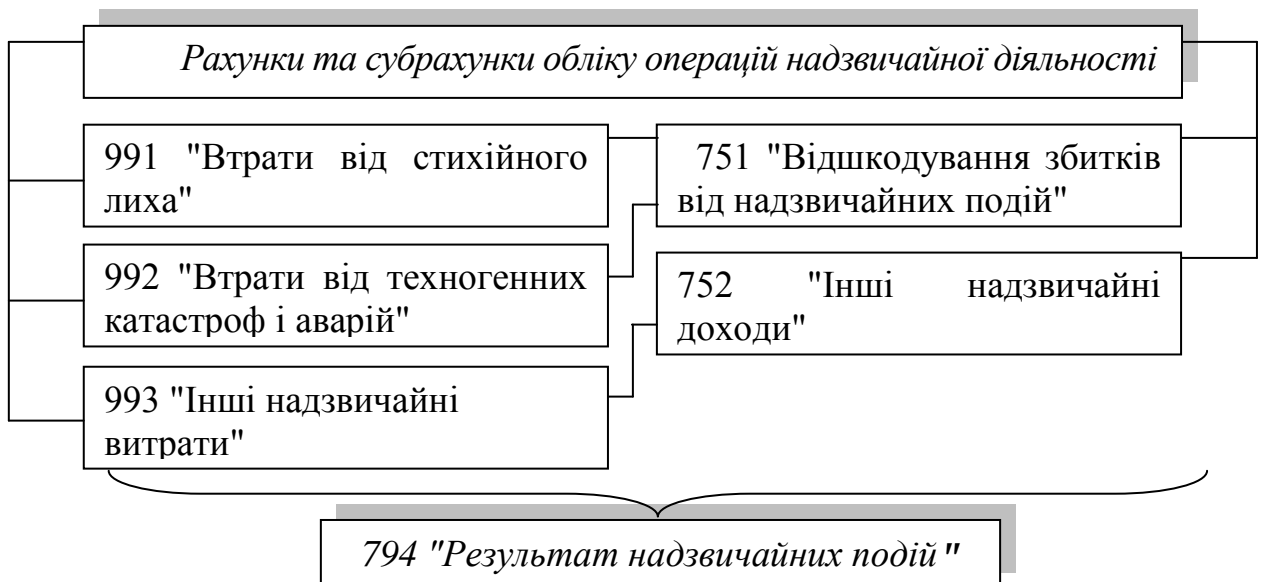 Рахунки та субрахунки обліку операцій надзвичайної діяльності
991 "Втрати від стихійного
лиха"
992 "Втрати від техногенних
катастроф і аварій"
993 "Інші надзвичайні
витрати"
751 "Відшкодування збитків
від надзвичайних подій"
752 "Інші надзвичайні
доходи"
794 "Результат надзвичайних подій"